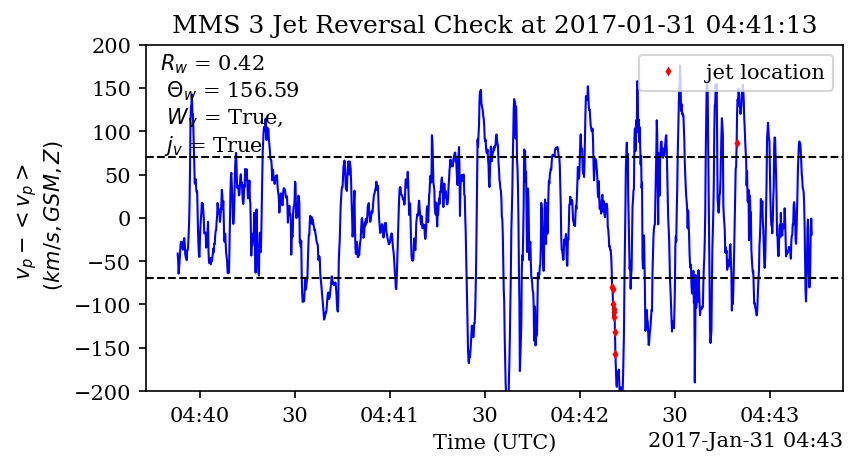 MMS 3 Jet Reversal Check at 2017-01-31 04:41:13
R_w = 0.42
Θ_w = 156.59
W_v = True,
j_v = True
jet location
v_p − < v_p >
(km/s, GSM, Z)
200
150
100
50
0
−50
−100
−150
−200
04:40 30 04:41 30 04:42 30 04:43
Time (UTC)
2017-Jan-31 04:43